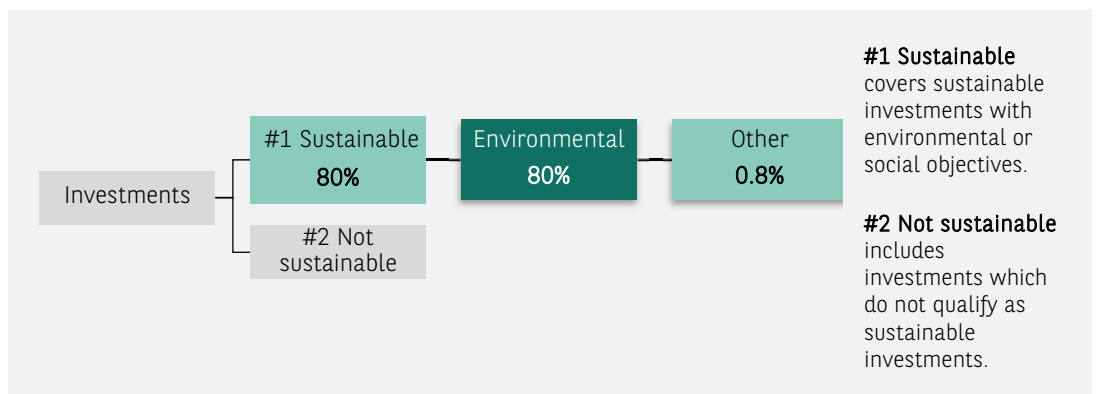 Investments
#1 Sustainable
80%
#2 Not
sustainable
Environmental
80%
Other
0.8%
#1 Sustainable
covers sustainable
investments with
environmental or
social objectives.
#2 Not sustainable
includes
investments which
do not qualify as
sustainable
investments.